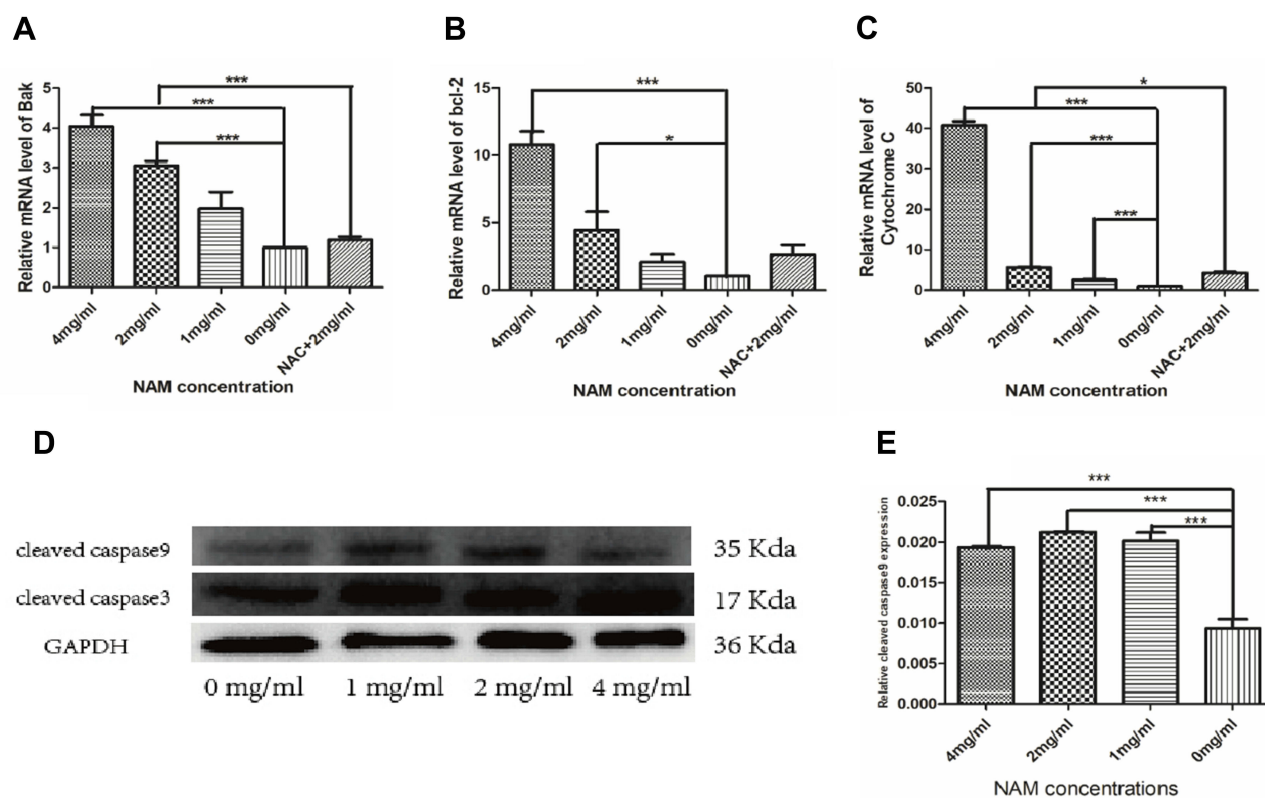 A
Relative mRNA level of Bak
5
4
3
2
1
0
***
***
***
4mg/ml
2mg/ml
1mg/ml
0mg/ml
NAC+2mg/ml
NAM concentration
B
Relative mRNA level of bcl-2
15
10
5
0
***
*
4mg/ml
2mg/ml
1mg/ml
0mg/ml
NAC+2mg/ml
NAM concentration
C
Relative mRNA level of
Cytochrome C
50
40
30
20
10
0
*
***
***
***
4mg/ml
2mg/ml
1mg/ml
0mg/ml
NAC+2mg/ml
NAM concentration
D
cleaved caspase9 35 Kda
cleaved caspase3 17 Kda
GAPDH 36 Kda
0 mg/ml 1 mg/ml 2 mg/ml 4 mg/ml
E
Relative cleaved caspase9 expression
0.025
0.020
0.015
0.010
0.005
0.000
***
***
***
4mg/ml
2mg/ml
1mg/ml
0mg/ml
NAM concentrations